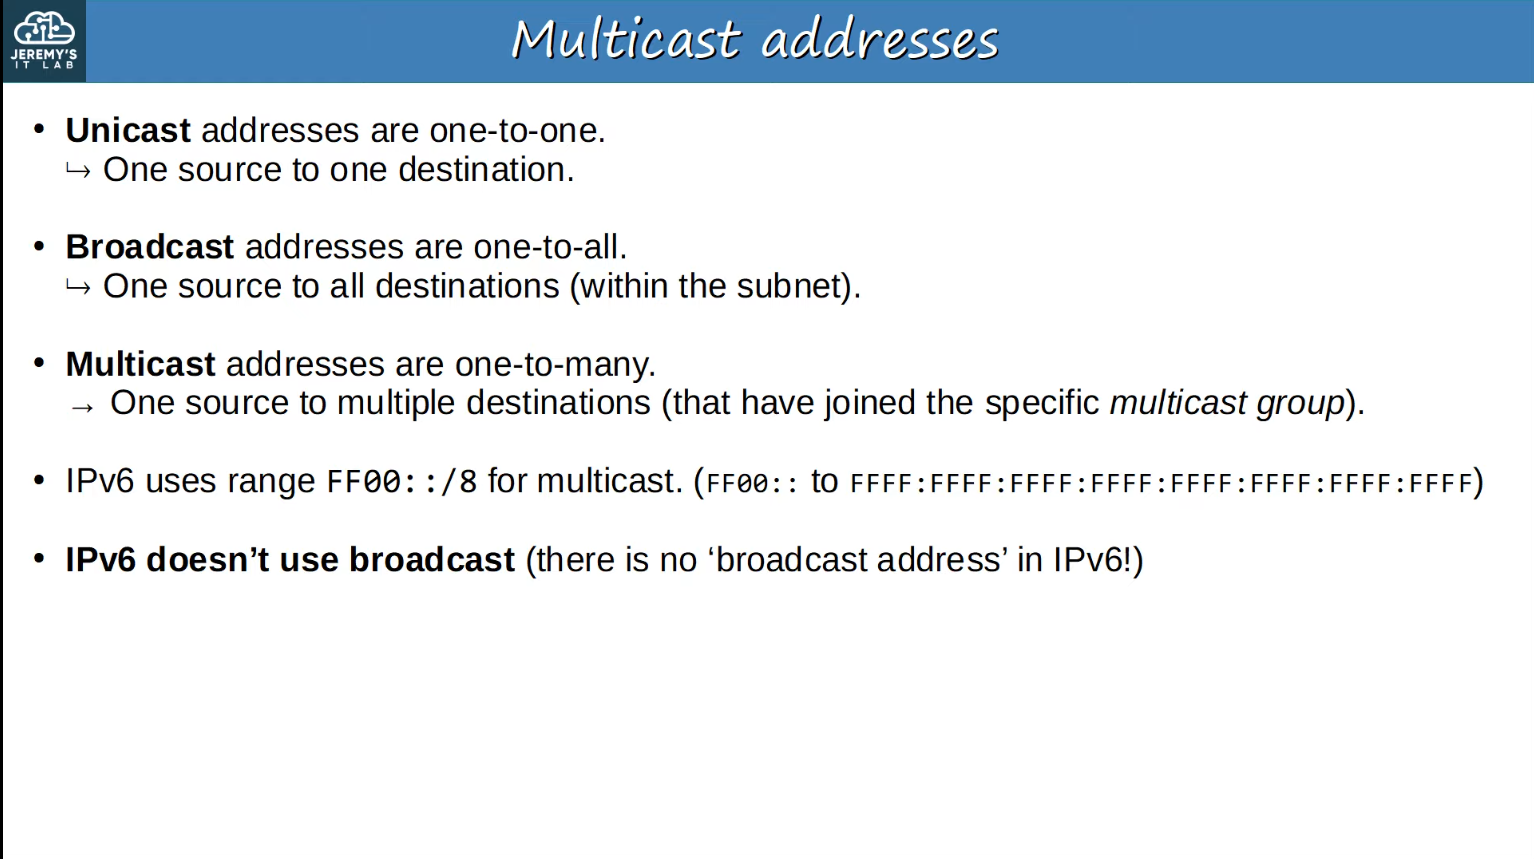 JEREMY'S
IT LAB
Multicast addresses
• Unicast addresses are one-to-one.
↪ One source to one destination.
• Broadcast addresses are one-to-all.
↪ One source to all destinations (within the subnet).
• Multicast addresses are one-to-many.
→ One source to multiple destinations (that have joined the specific multicast group).
• IPv6 uses range FF00::/8 for multicast. (FF00:: to FFFF:FFFF:FFFF:FFFF:FFFF:FFFF:FFFF:FFFF)
• IPv6 doesn’t use broadcast (there is no ‘broadcast address’ in IPv6!)